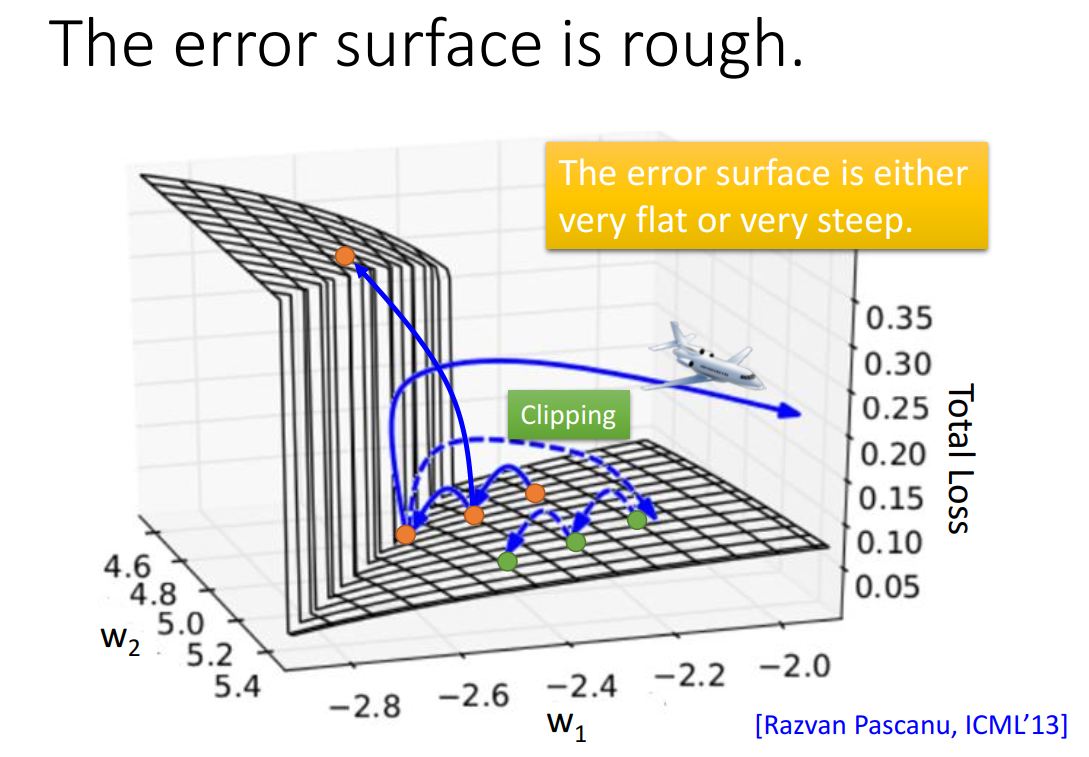 The error surface is rough.
The error surface is either
very flat or very steep.
Clipping
0.35
0.30
0.25
0.20
0.15
0.10
0.05
Total Loss
4.6
4.8
5.0
5.2
5.4
w2
−2.8
−2.6
−2.4
−2.2
−2.0
w1
[Razvan Pascanu, ICML’13]